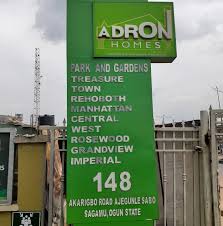 ADRON
HOMES
PARK AND GARDENS
TREASURE
TOWN
REHOBOTH
MANHATTAN
CENTRAL
WEST
ROSEWOOD
GRANDVIEW
IMPERIAL
148
AKARIGBO ROAD AJEGUNLE SABO
SAGAMU, OGUN STATE